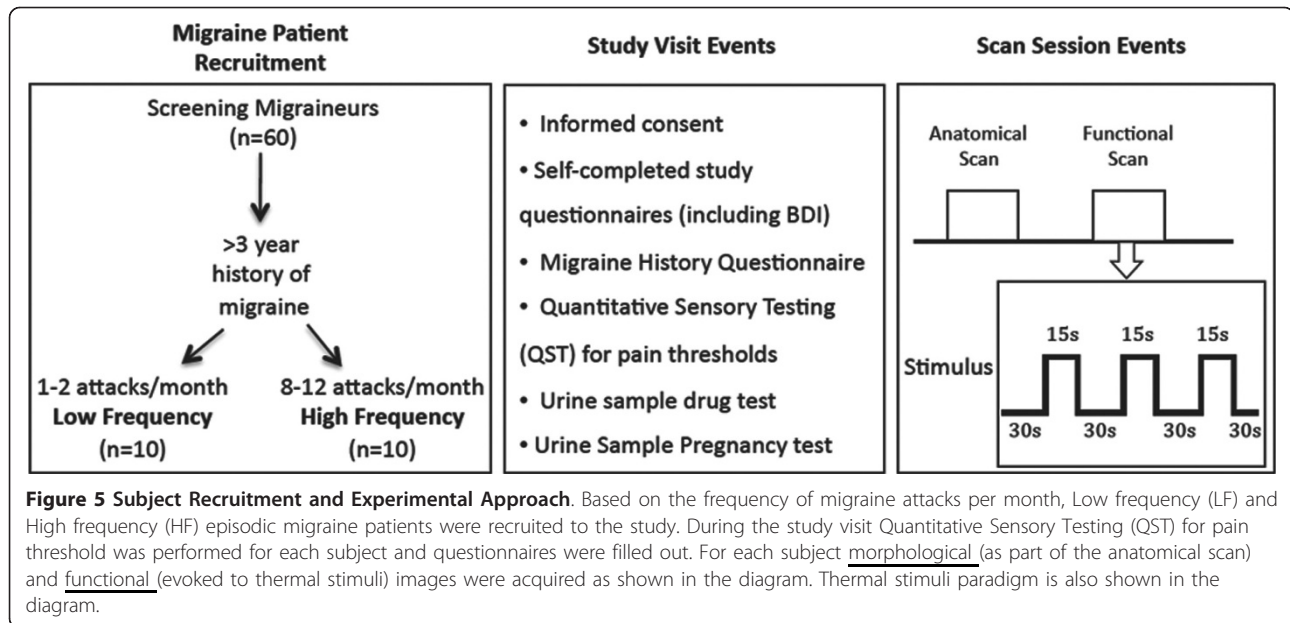 Migraine Patient
Recruitment
Screening Migraineurs
(n=60)
>3 year
history of
migraine
1-2 attacks/month
Low Frequency
(n=10)
8-12 attacks/month
High Frequency
(n=10)
Study Visit Events
• Informed consent
• Self-completed study
questionnaires (including BDI)
• Migraine History Questionnaire
• Quantitative Sensory Testing
(QST) for pain thresholds
• Urine sample drug test
• Urine Sample Pregnancy test
Scan Session Events
Anatomical
Scan
Functional
Scan
Stimulus
15s 15s 15s
30s 30s 30s 30s
Figure 5 Subject Recruitment and Experimental Approach. Based on the frequency of migraine attacks per month, Low frequency (LF) and
High frequency (HF) episodic migraine patients were recruited to the study. During the study visit Quantitative Sensory Testing (QST) for pain
threshold was performed for each subject and questionnaires were filled out. For each subject morphological (as part of the anatomical scan)
and functional (evoked to thermal stimuli) images were acquired as shown in the diagram. Thermal stimuli paradigm is also shown in the
diagram.